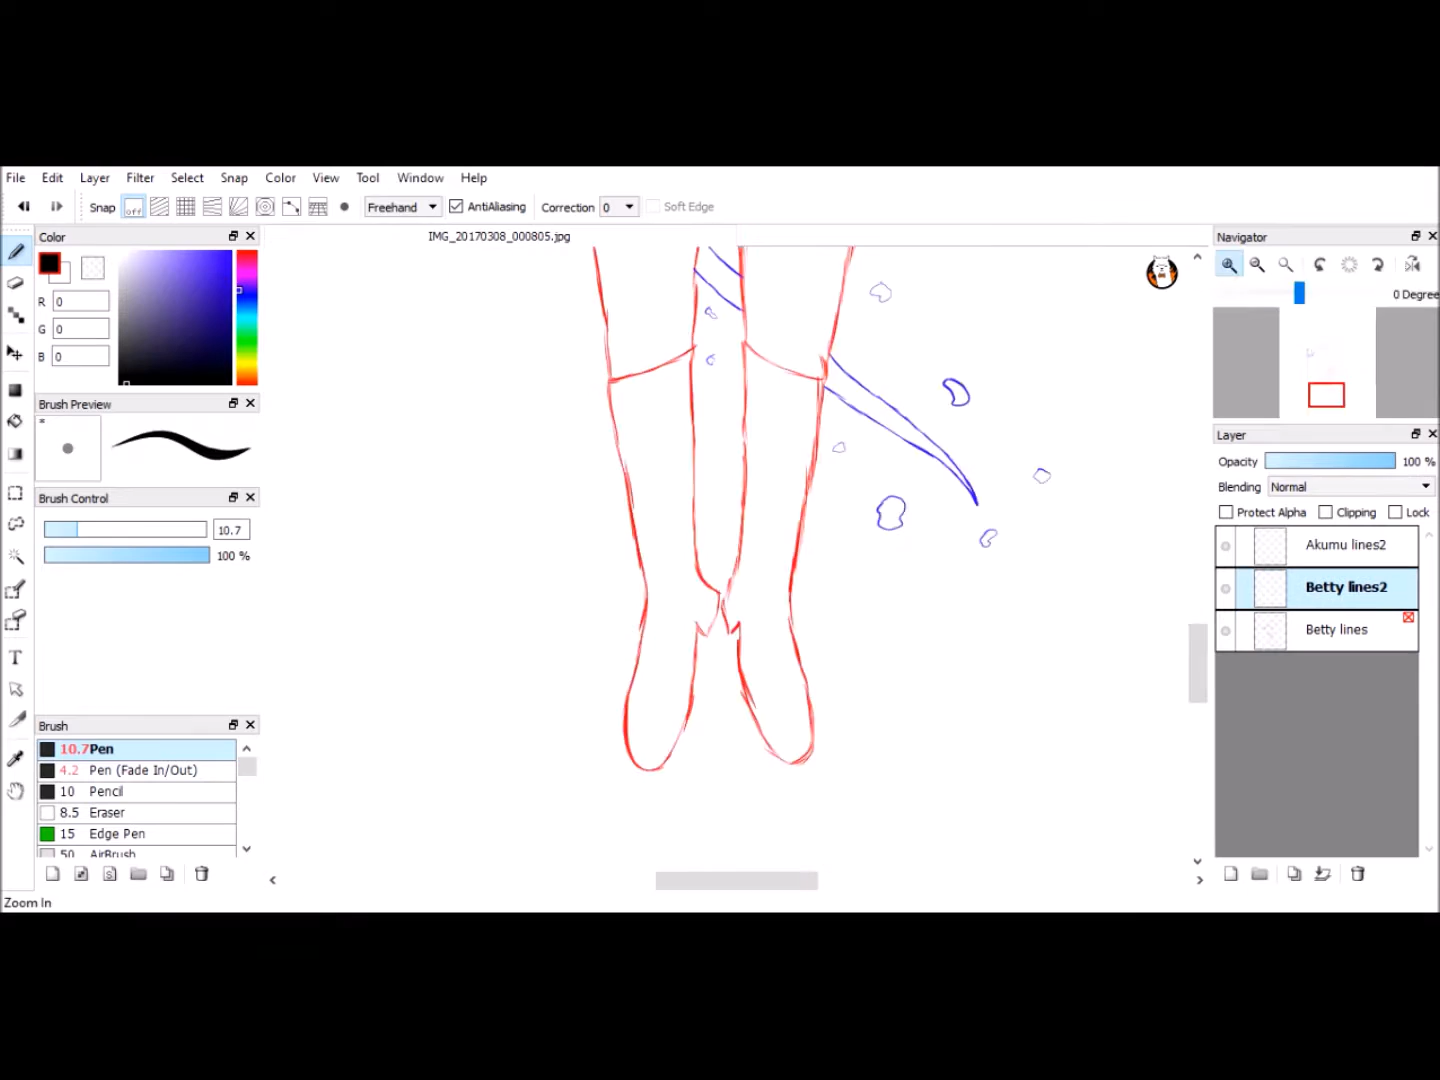 File Edit Layer Filter Select Snap Color View Tool Window Help
Snap off Freehand AntiAliasing Correction 0 Soft Edge
Color
IMG_20170308_000805.jpg
Navigator
R 0
G 0
B 0
0 Degree
Brush Preview
Layer
Opacity 100 %
Blending Normal
Protect Alpha Clipping Lock
Brush Control
10.7
100 %
Akumu lines2
Betty lines2
Betty lines
Brush
10.7 Pen
4.2 Pen (Fade In/Out)
10 Pencil
8.5 Eraser
15 Edge Pen
50 AirBrush
Zoom In